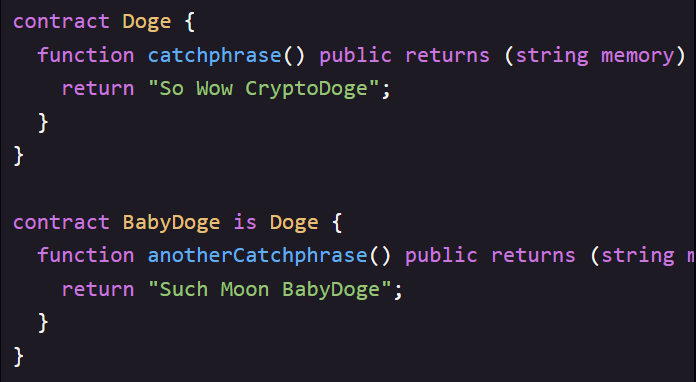 contract Doge {
  function catchphrase() public returns (string memory)
    return "So Wow CryptoDoge";
  }
}

contract BabyDoge is Doge {
  function anotherCatchphrase() public returns (string
    return "Such Moon BabyDoge";
  }
}